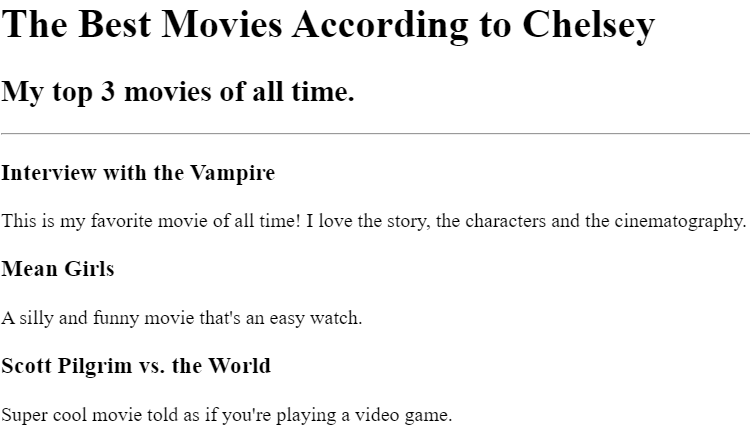 The Best Movies According to Chelsey
My top 3 movies of all time.
Interview with the Vampire
This is my favorite movie of all time! I love the story, the characters and the cinematography.
Mean Girls
A silly and funny movie that's an easy watch.
Scott Pilgrim vs. the World
Super cool movie told as if you're playing a video game.